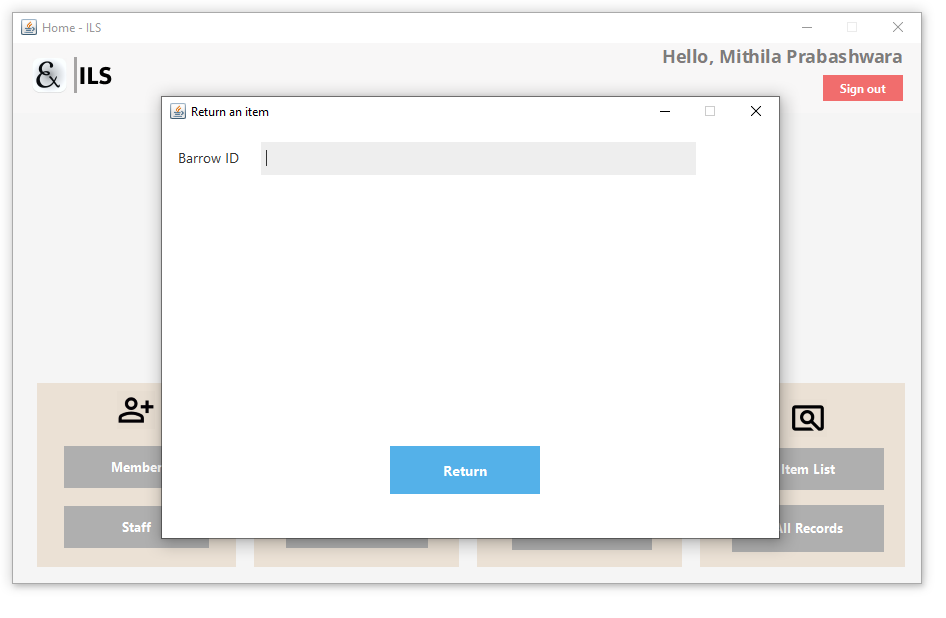 Home - ILS
Hello, Mithila Prabashwara
Ex ILS
Sign out
Return an item
Barrow ID
Return
Member
Item List
Staff
All Records